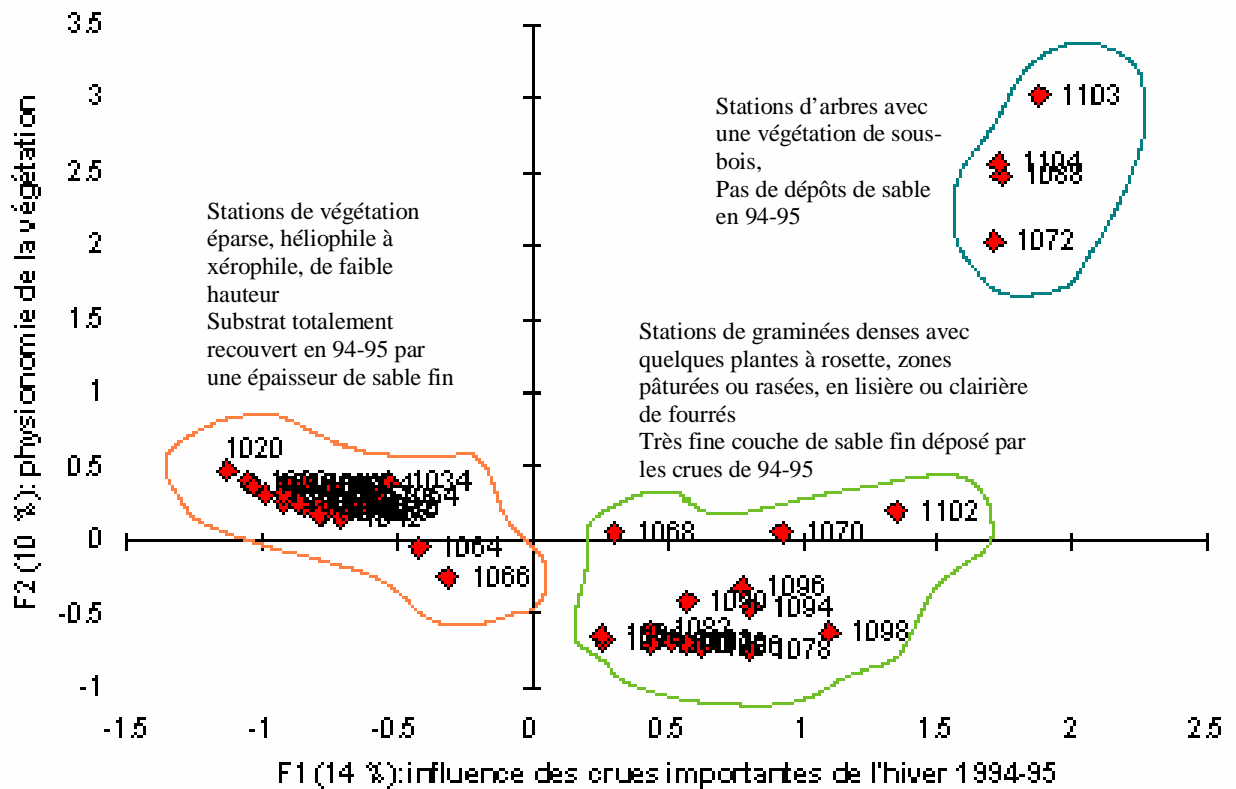 3.5
3
2.5
2
1.5
1
0.5
0
-0.5
-1
F2 (10 %): physionomie de la végétation
Stations de végétation
éparse, héliophile à
xérophile, de faible
hauteur
Substrat totalement
recouvert en 94-95 par
une épaisseur de sable fin
Stations d'arbres avec
une végétation de sous-
bois,
Pas de dépôts de sable
en 94-95
1103
1104
1088
1072
Stations de graminées denses avec
quelques plantes à rosette, zones
pâturées ou rasées, en lisière ou clairière
de fourrés
Très fine couche de sable fin déposé par
les crues de 94-95
1020
1034
1064
1066
1068
1070
1102
1096
1090
1094
1082
1098
1078
-1.5
-1
-0.5
0
0.5
1
1.5
2
2.5
F1 (14 %): influence des crues importantes de l'hiver 1994-95